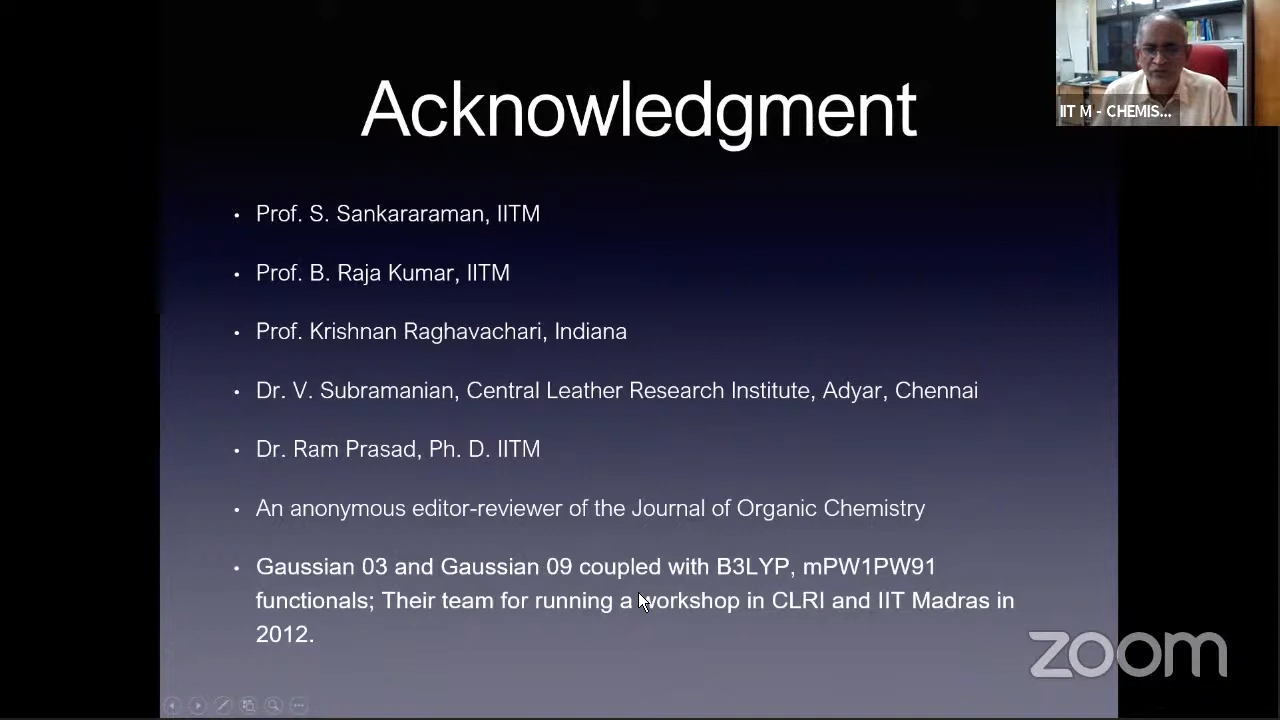 IIT M - CHEMIS...
Acknowledgment
• Prof. S. Sankararaman, IITM
• Prof. B. Raja Kumar, IITM
• Prof. Krishnan Raghavachari, Indiana
• Dr. V. Subramanian, Central Leather Research Institute, Adyar, Chennai
• Dr. Ram Prasad, Ph. D. IITM
• An anonymous editor-reviewer of the Journal of Organic Chemistry
• Gaussian 03 and Gaussian 09 coupled with B3LYP, mPW1PW91
functionals; Their team for running a workshop in CLRI and IIT Madras in
2012.
zoom